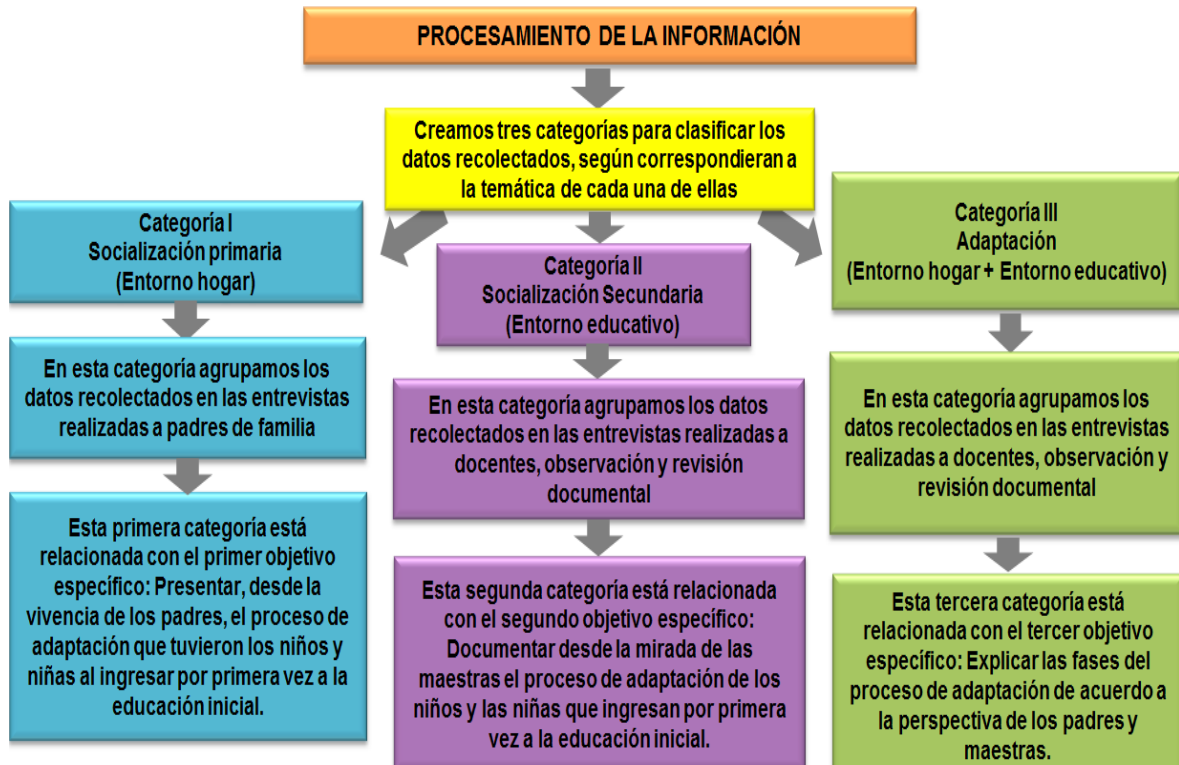 PROCESAMIENTO DE LA INFORMACIÓN
Creamos tres categorías para clasificar los
datos recolectados, según correspondieran a
la temática de cada una de ellas
Categoría I
Socialización primaria
(Entorno hogar)
En esta categoría agrupamos los
datos recolectados en las entrevistas
realizadas a padres de familia
Esta primera categoría está
relacionada con el primer objetivo
específico: Presentar, desde la
vivencia de los padres, el proceso de
adaptación que tuvieron los niños y
niñas al ingresar por primera vez a la
educación inicial.
Categoría II
Socialización Secundaria
(Entorno educativo)
En esta categoría agrupamos los datos
recolectados en las entrevistas realizadas a
docentes, observación y revisión
documental
Esta segunda categoría está relacionada
con el segundo objetivo específico:
Documentar desde la mirada de las
maestras el proceso de adaptación de los
niños y las niñas que ingresan por primera
vez a la educación inicial.
Categoría III
Adaptación
(Entorno hogar + Entorno educativo)
En esta categoría agrupamos los
datos recolectados en las entrevistas
realizadas a docentes, observación y
revisión documental
Esta tercera categoría está
relacionada con el tercer objetivo
específico: Explicar las fases del
proceso de adaptación de acuerdo a
la perspectiva de los padres y
maestras.